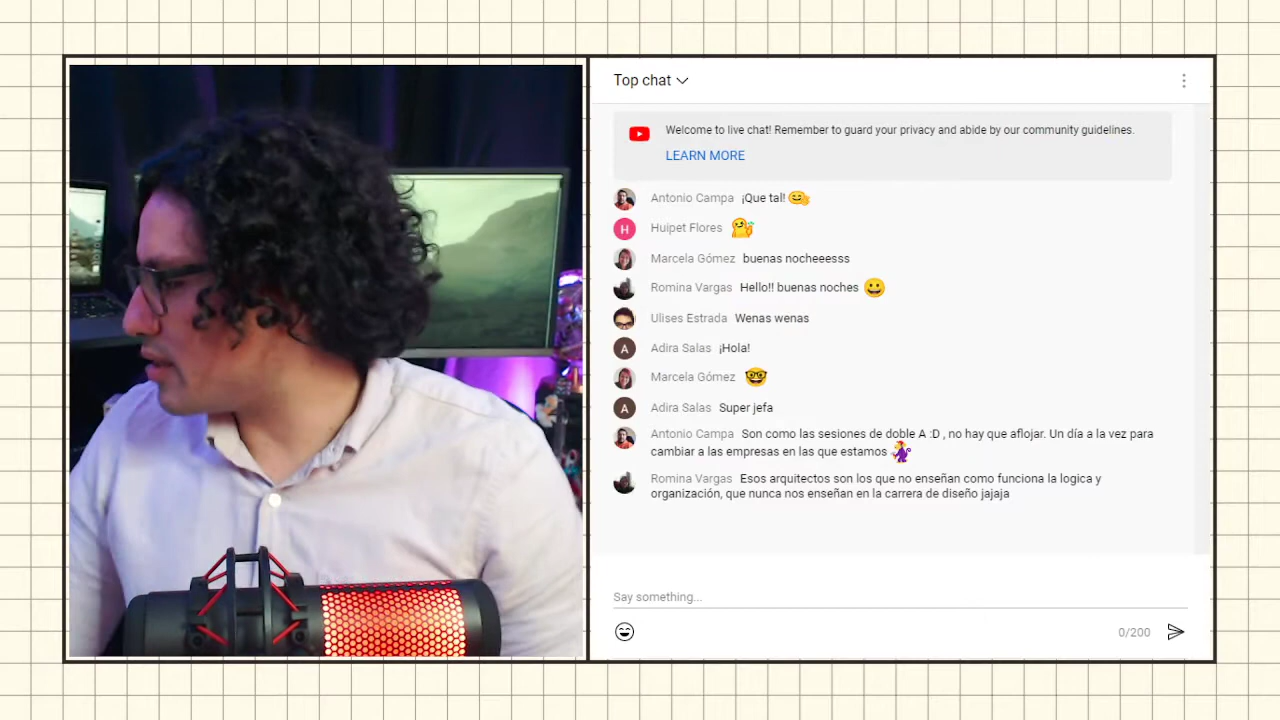 Top chat
Welcome to live chat! Remember to guard your privacy and abide by our community guidelines.
LEARN MORE
Antonio Campa ¡Que tal!
H Huipet Flores
Marcela Gómez buenas nocheeesss
Romina Vargas Hello!! buenas noches
Ulises Estrada Wenas wenas
A Adira Salas ¡Hola!
Marcela Gómez
A Adira Salas Super jefa
Antonio Campa Son como las sesiones de doble A :D , no hay que aflojar. Un día a la vez para
cambiar a las empresas en las que estamos
Romina Vargas Esos arquitectos son los que no enseñan como funciona la logica y
organización, que nunca nos enseñan en la carrera de diseño jajaja
Say something...
0/200